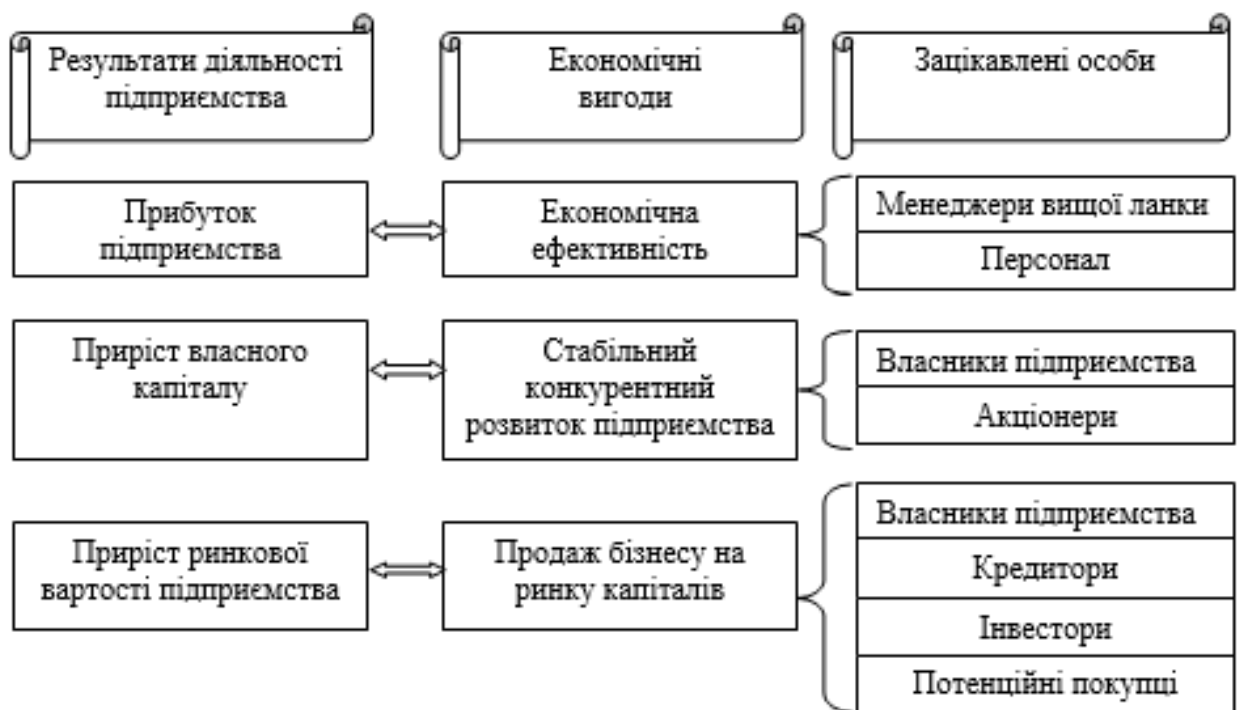 Результати діяльності
підприємства
Економічні
вигоди
Зацікавлені особи
Прибуток
підприємства
Економічна
ефективність
Менеджери вищої ланки
Персонал
Приріст власного
капіталу
Стабільний
конкурентний
розвиток підприємства
Власники підприємства
Акціонери
Приріст ринкової
вартості підприємства
Продаж бізнесу на
ринку капіталів
Власники підприємства
Кредитори
Інвестори
Потенційні покупці